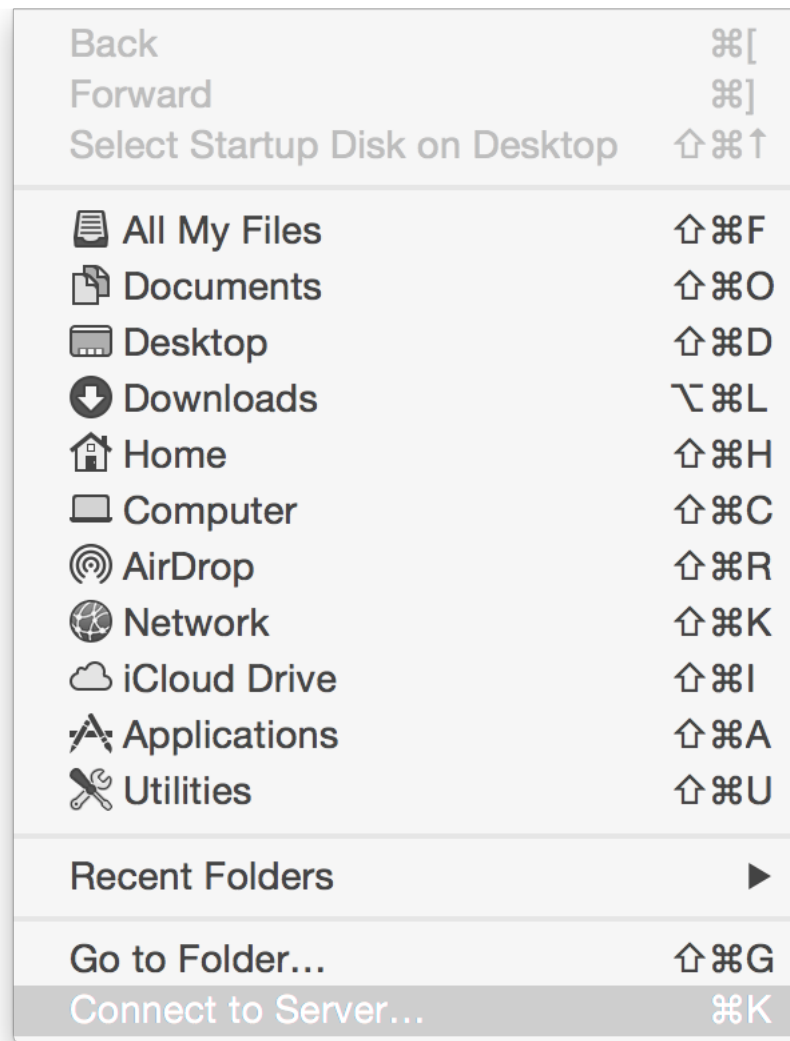 Back ⌘[
Forward ⌘]
Select Startup Disk on Desktop ⇧⌘↑
All My Files ⇧⌘F
Documents ⇧⌘O
Desktop ⇧⌘D
Downloads ⌥⌘L
Home ⇧⌘H
Computer ⇧⌘C
AirDrop ⇧⌘R
Network ⇧⌘K
iCloud Drive ⇧⌘I
Applications ⇧⌘A
Utilities ⇧⌘U
Recent Folders ▶
Go to Folder... ⇧⌘G
Connect to Server... ⌘K